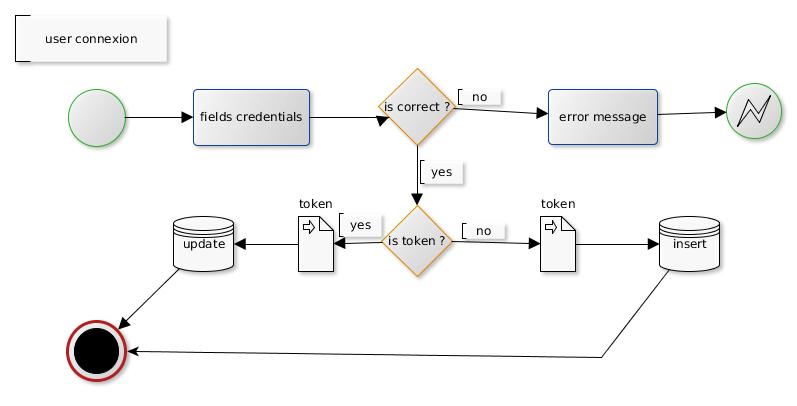 user connexion
fields credentials
is correct ?
no
error message
yes
token
token
update
yes
is token ?
no
insert